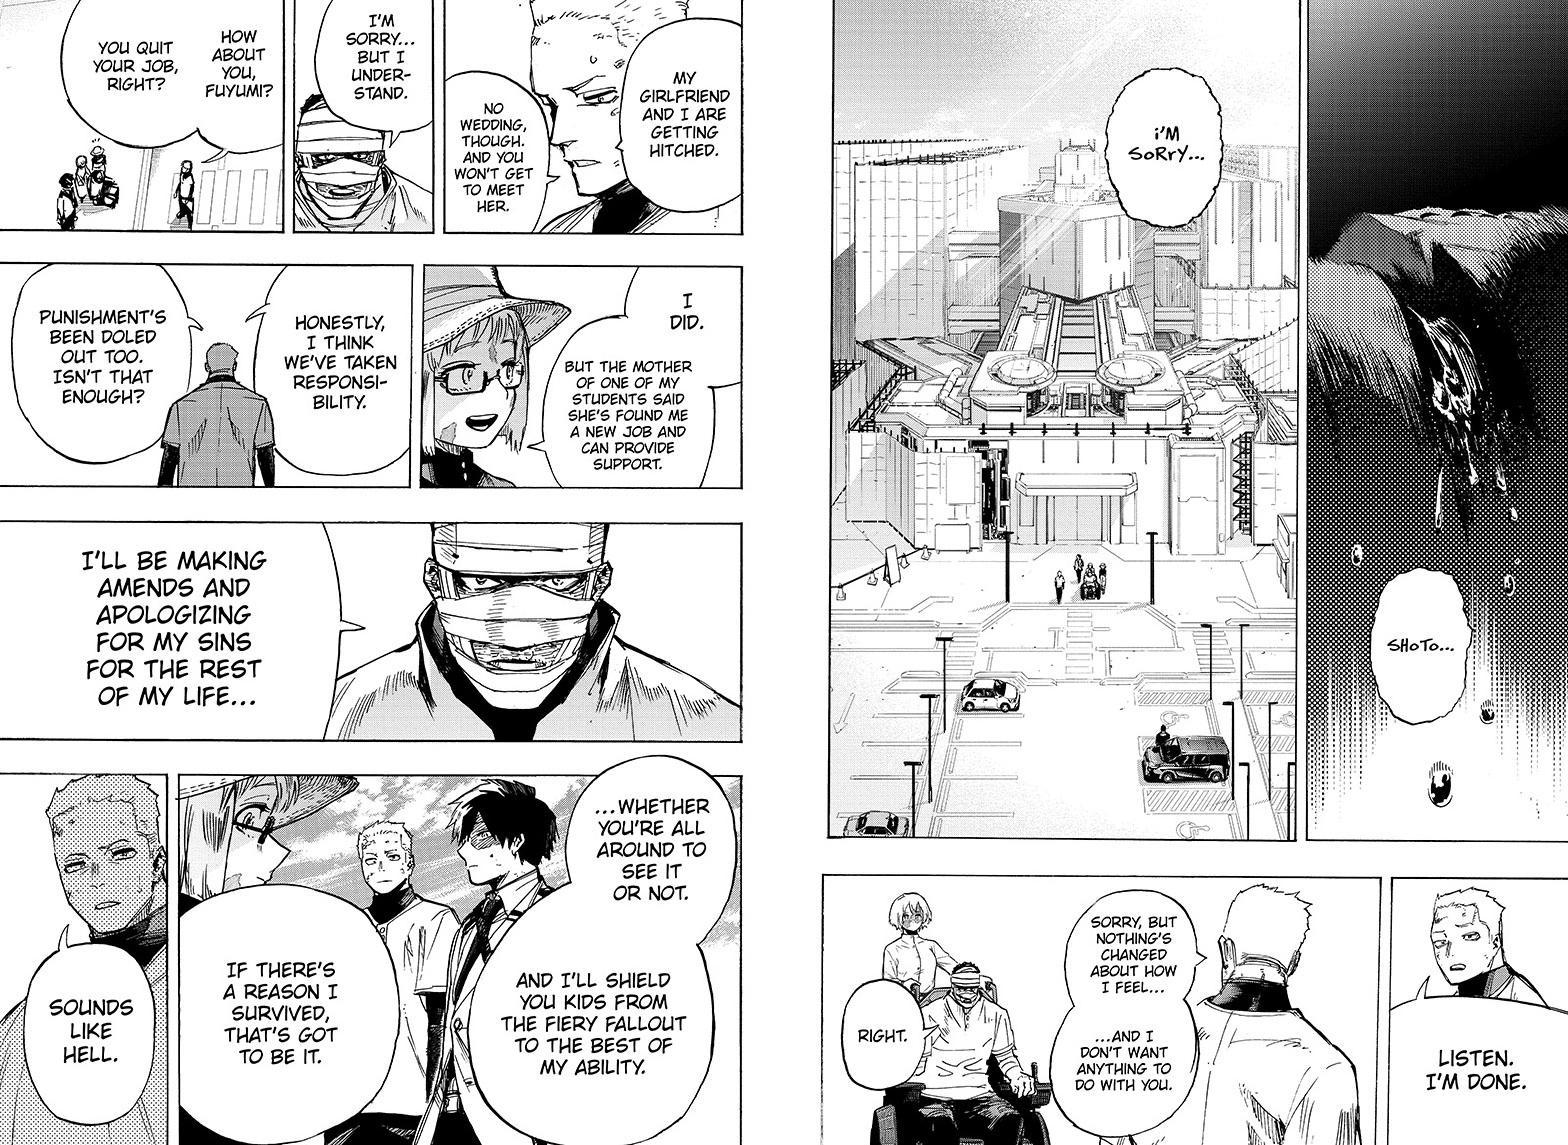 SHOTO...
I'M
SORRY...
LISTEN.
I'M DONE.
SORRY, BUT
NOTHING'S
CHANGED
ABOUT HOW
I FEEL...
...AND I
DON'T WANT
ANYTHING TO
DO WITH YOU.
RIGHT.
MY
GIRLFRIEND
AND I ARE
GETTING
HITCHED.
NO
WEDDING,
THOUGH.
AND YOU
WON'T GET
TO MEET
HER.
I'M
SORRY...
BUT I
UNDER-
STAND.
HOW
ABOUT
YOU,
FUYUMI?
YOU QUIT
YOUR JOB,
RIGHT?
I
DID.
BUT THE MOTHER
OF ONE OF MY
STUDENTS SAID
SHE'S FOUND ME
A NEW JOB AND
CAN PROVIDE
SUPPORT.
HONESTLY,
I THINK
WE'VE TAKEN
RESPONSI-
BILITY.
PUNISHMENT'S
BEEN DOLED
OUT TOO.
ISN'T THAT
ENOUGH?
I'LL BE MAKING
AMENDS AND
APOLOGIZING
FOR MY SINS
FOR THE REST
OF MY LIFE...
...WHETHER
YOU'RE ALL
AROUND TO
SEE IT
OR NOT.
AND I'LL SHIELD
YOU KIDS FROM
THE FIERY FALLOUT
TO THE BEST OF
MY ABILITY.
IF THERE'S
A REASON I
SURVIVED,
THAT'S GOT
TO BE IT.
SOUNDS
LIKE
HELL.